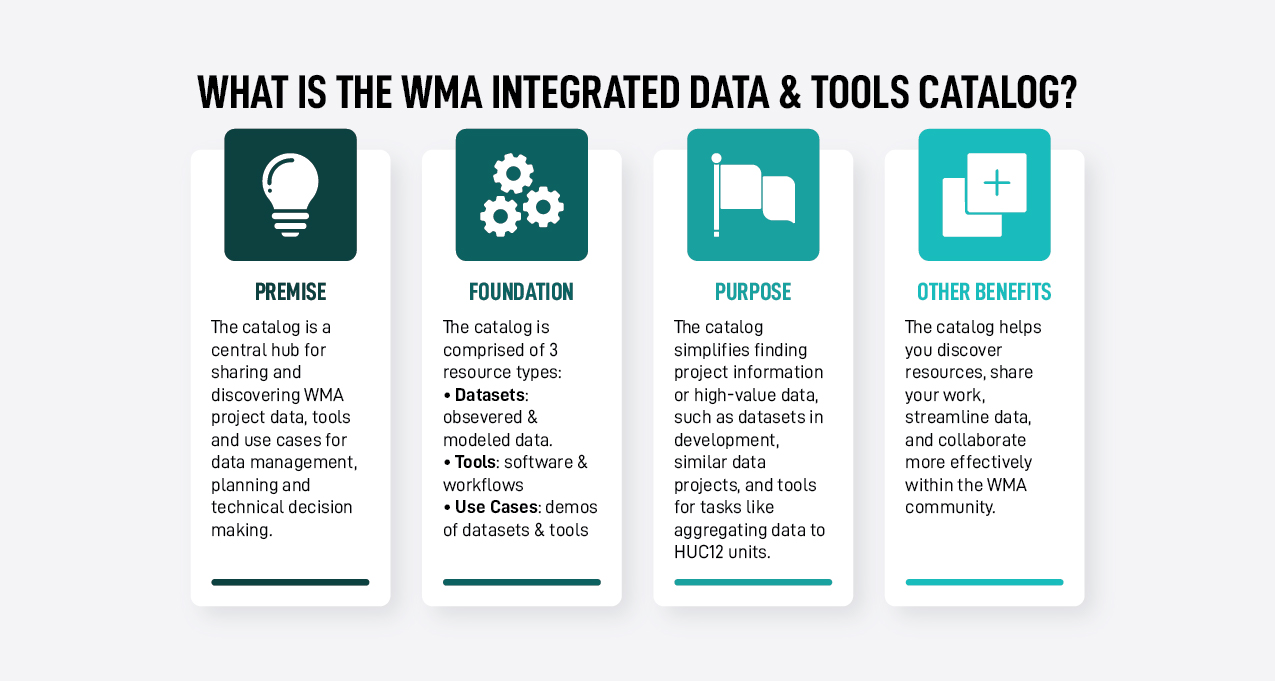 WHAT IS THE WMA INTEGRATED DATA & TOOLS CATALOG?
PREMISE
The catalog is a
central hub for
sharing and
discovering WMA
project data, tools
and use cases for
data management,
planning and
technical decision
making.
FOUNDATION
The catalog is
comprised of 3
resource types:
• Datasets:
obsevered &
modeled data.
• Tools: software &
workflows
• Use Cases: demos
of datasets & tools
PURPOSE
The catalog
simplifies finding
project information
or high-value data,
such as datasets in
development,
similar data
projects, and tools
for tasks like
aggregating data to
HUC12 units.
OTHER BENEFITS
The catalog helps
you discover
resources, share
your work,
streamline data,
and collaborate
more effectively
within the WMA
community.